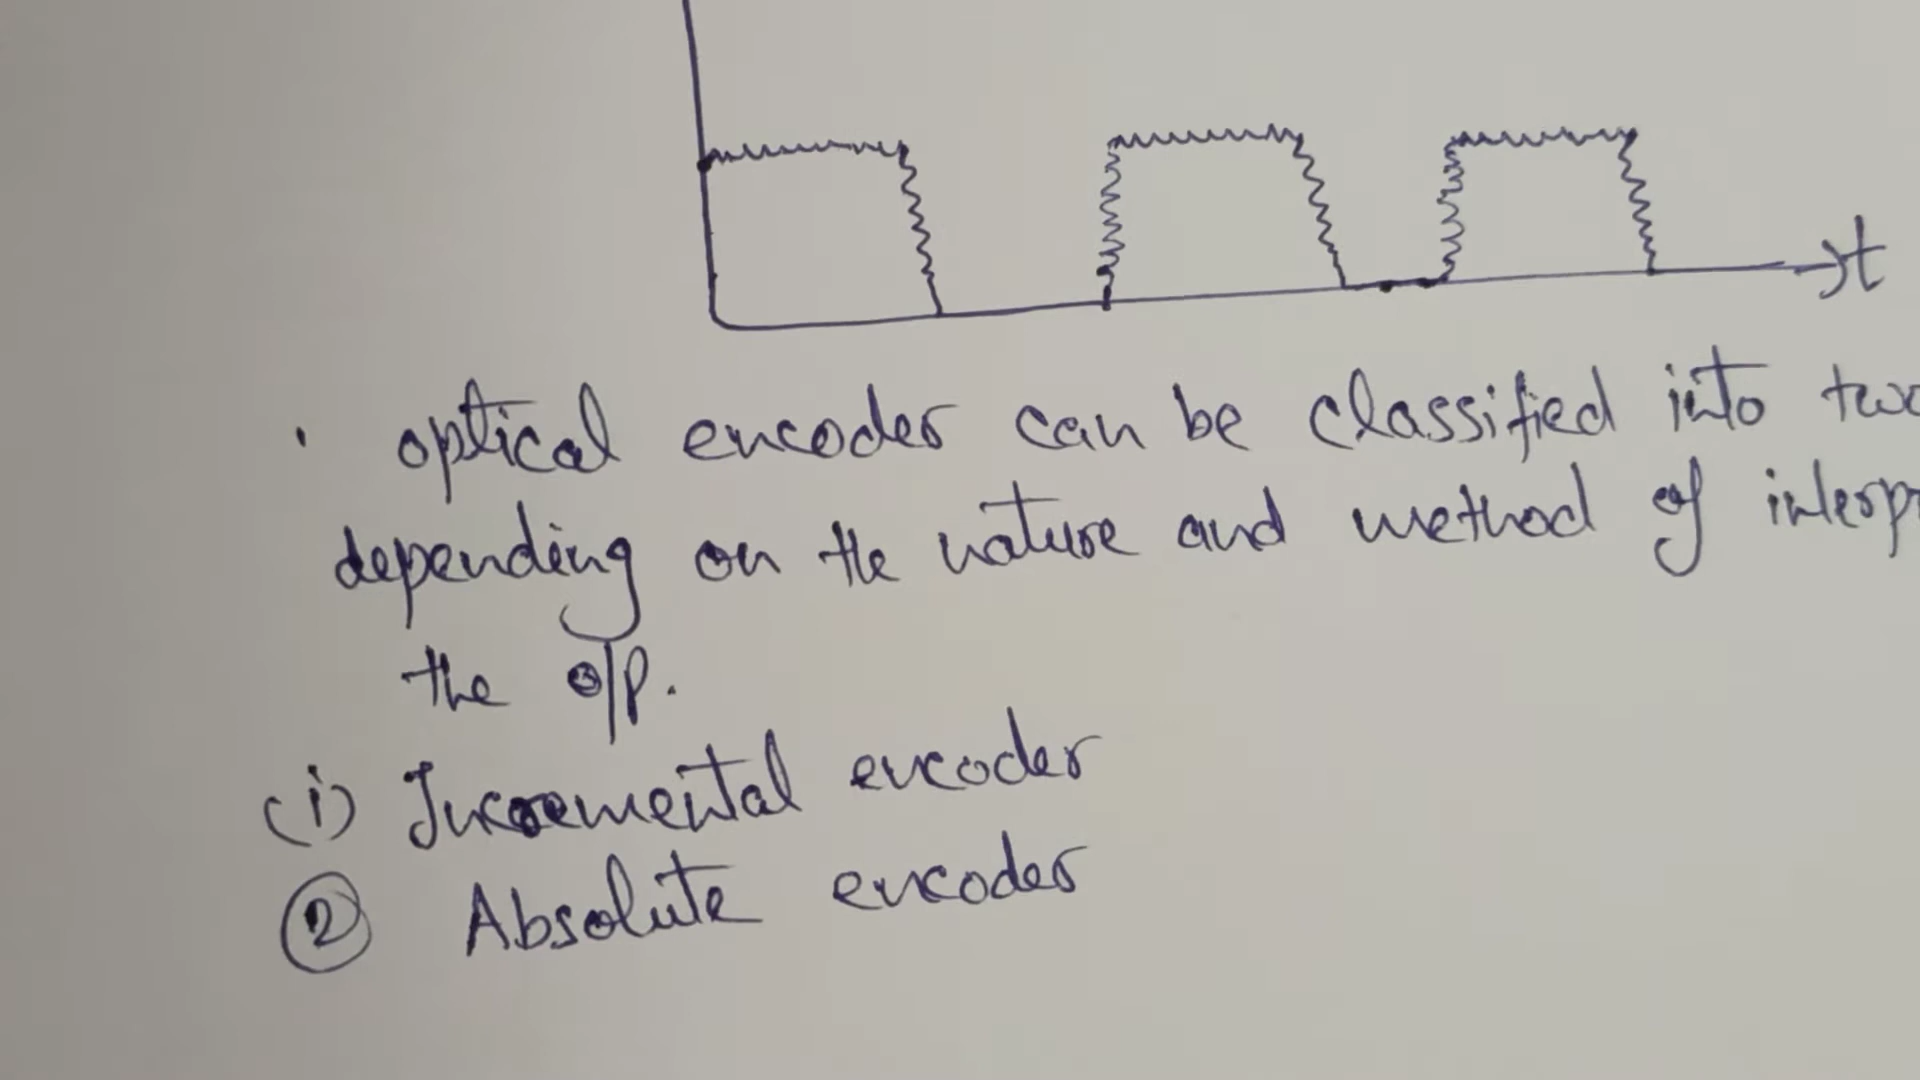 t
• optical encoder can be classified into two
depending on the nature and method of
the o/p.
(i) Incremental encoder
② Absolute encoder